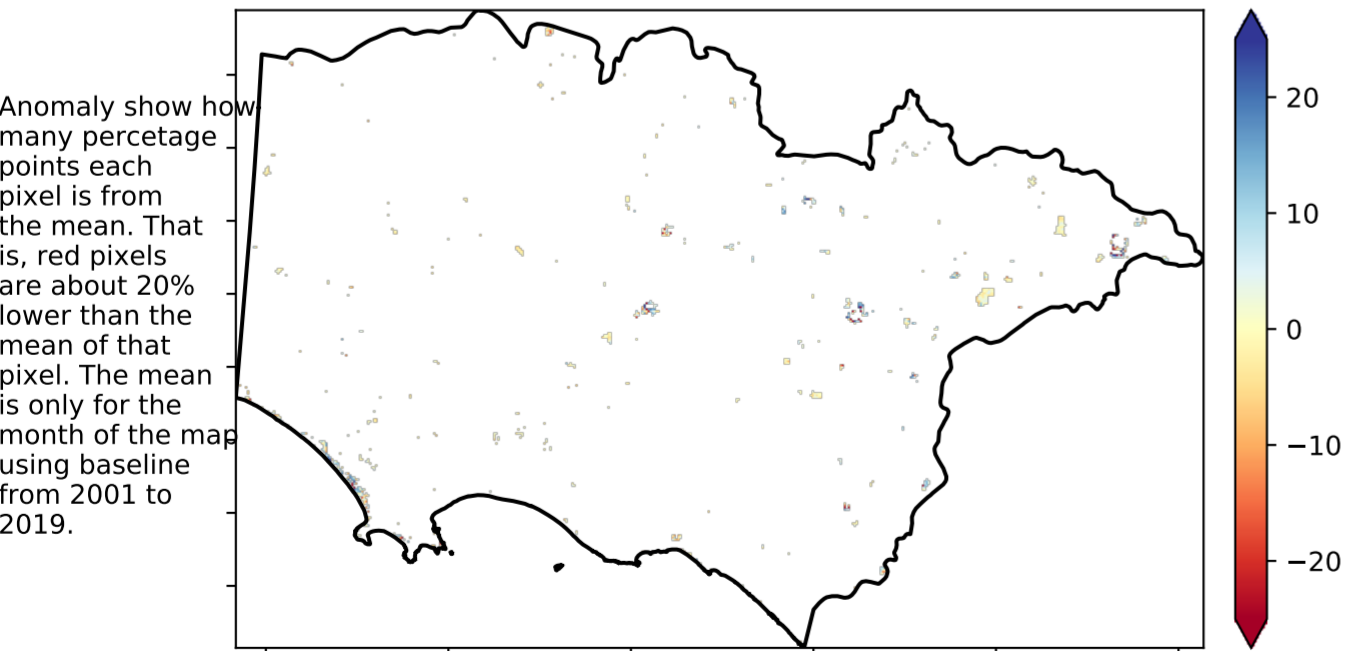 Anomaly show how
many percetage
points each
pixel is from
the mean. That
is, red pixels
are about 20%
lower than the
mean of that
pixel. The mean
is only for the
month of the map
using baseline
from 2001 to
2019.
20
10
0
−10
−20